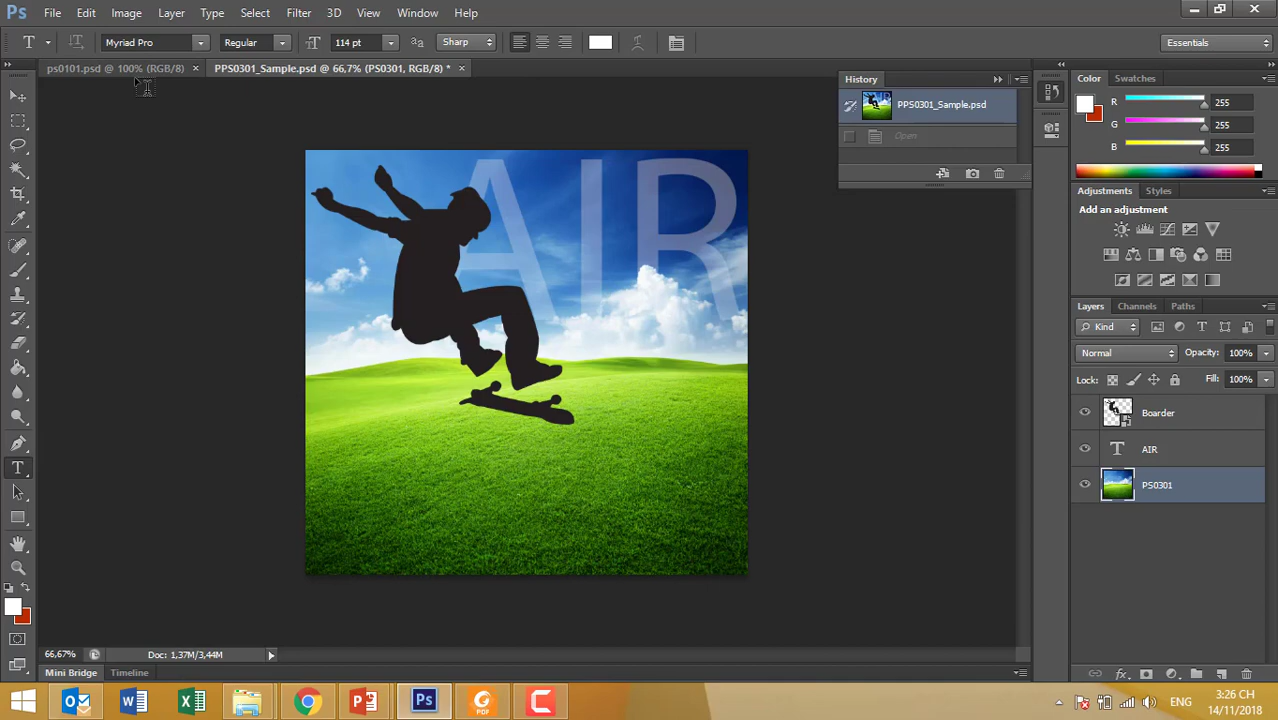 Ps File Edit Image Layer Type Select Filter 3D View Window Help
T Myriad Pro Regular 114 pt Sharp Essentials
ps0101.psd @ 100% (RGB/8) × PPS0301_Sample.psd @ 66,7% (PS0301, RGB/8) * ×
History
PPS0301_Sample.psd
Open
AIR
Color Swatches
R 255
G 255
B 255
Adjustments Styles
Add an adjustment
Layers Channels Paths
Kind
Normal Opacity: 100%
Lock: Fill: 100%
Boarder
T AIR
PS0301
66,67% Doc: 1,37M/3,44M
Mini Bridge Timeline
ENG
3:26 CH
14/11/2018